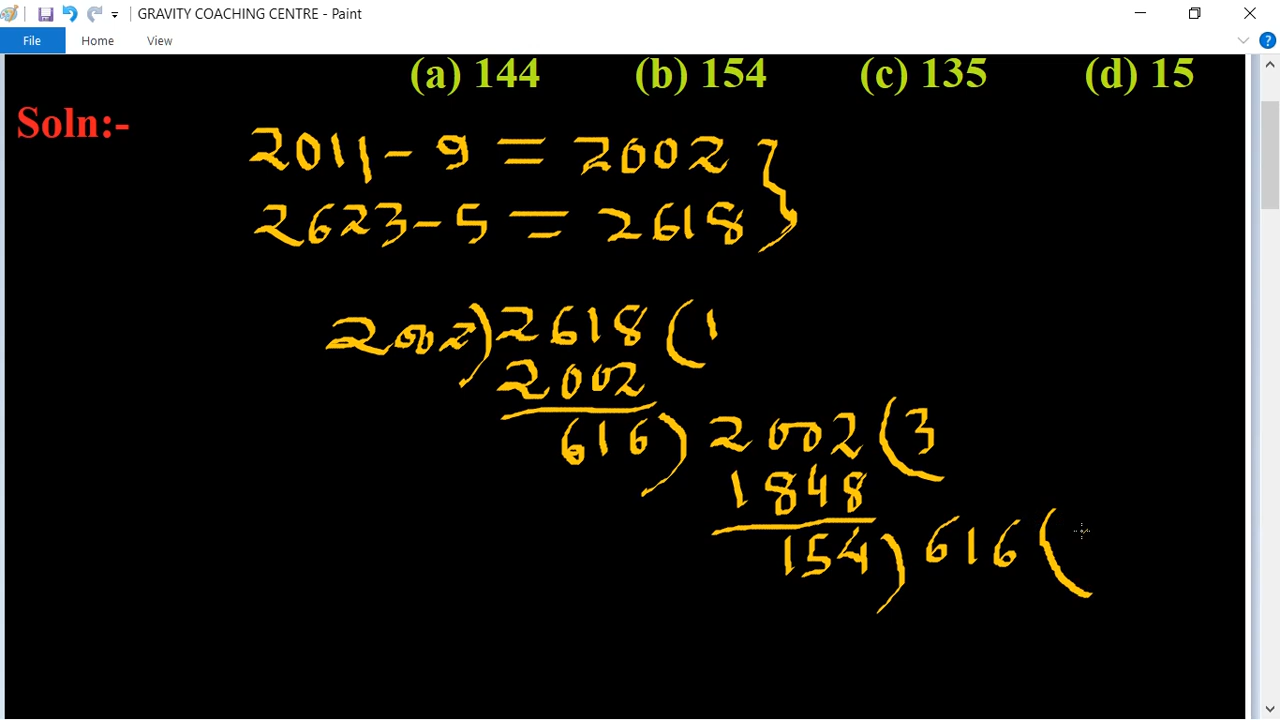 GRAVITY COACHING CENTRE - Paint
File Home View
(a) 144 (b) 154 (c) 135 (d) 15
Soln:-
2011 - 9 = 2002 }
2623 - 5 = 2618
2002) 2618 (1
2002
616) 2002 (3
1848
154) 616 (